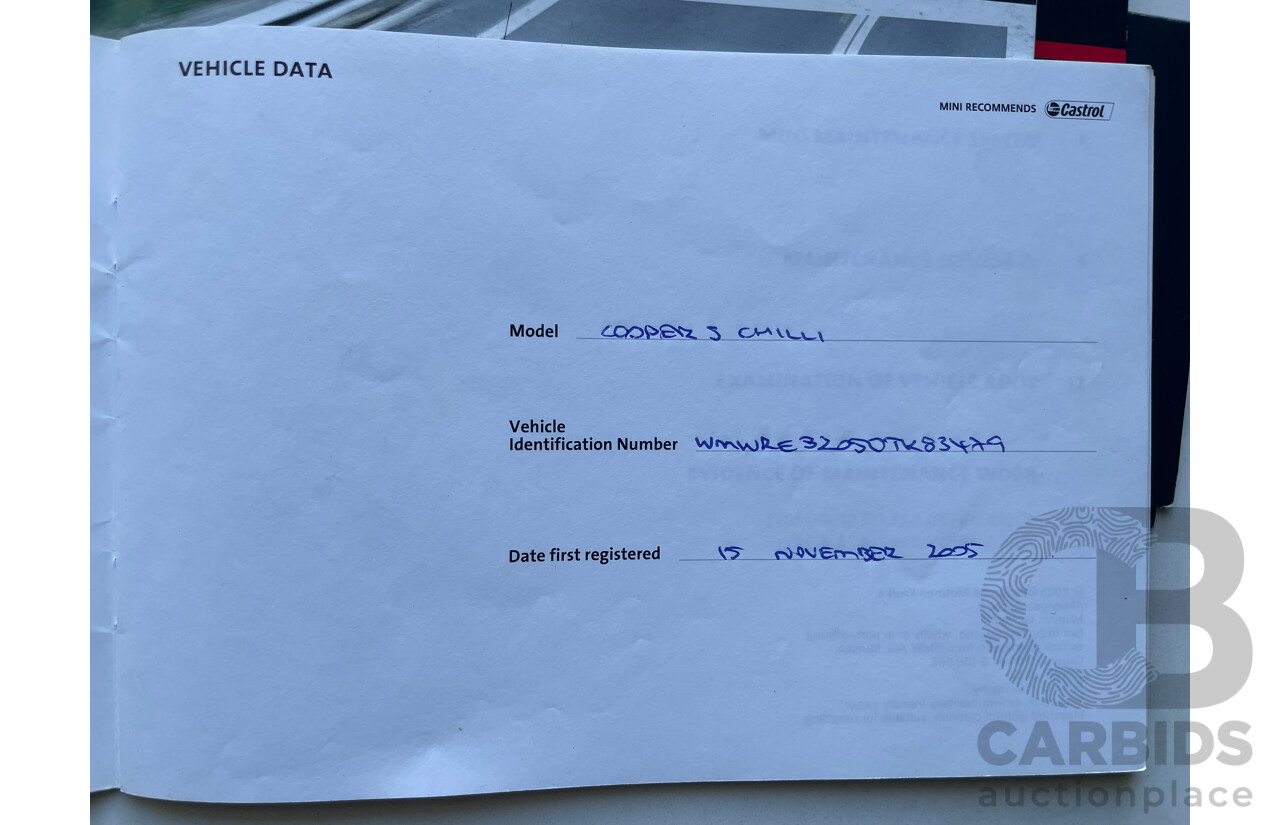 VEHICLE DATA
MINI RECOMMENDS Castrol
Model COOPER S CHILLI
Vehicle
Identification Number WMWRE32050TK83479
Date first registered 15 NOVEMBER 2005
CB
CARBIDS
auctionplace